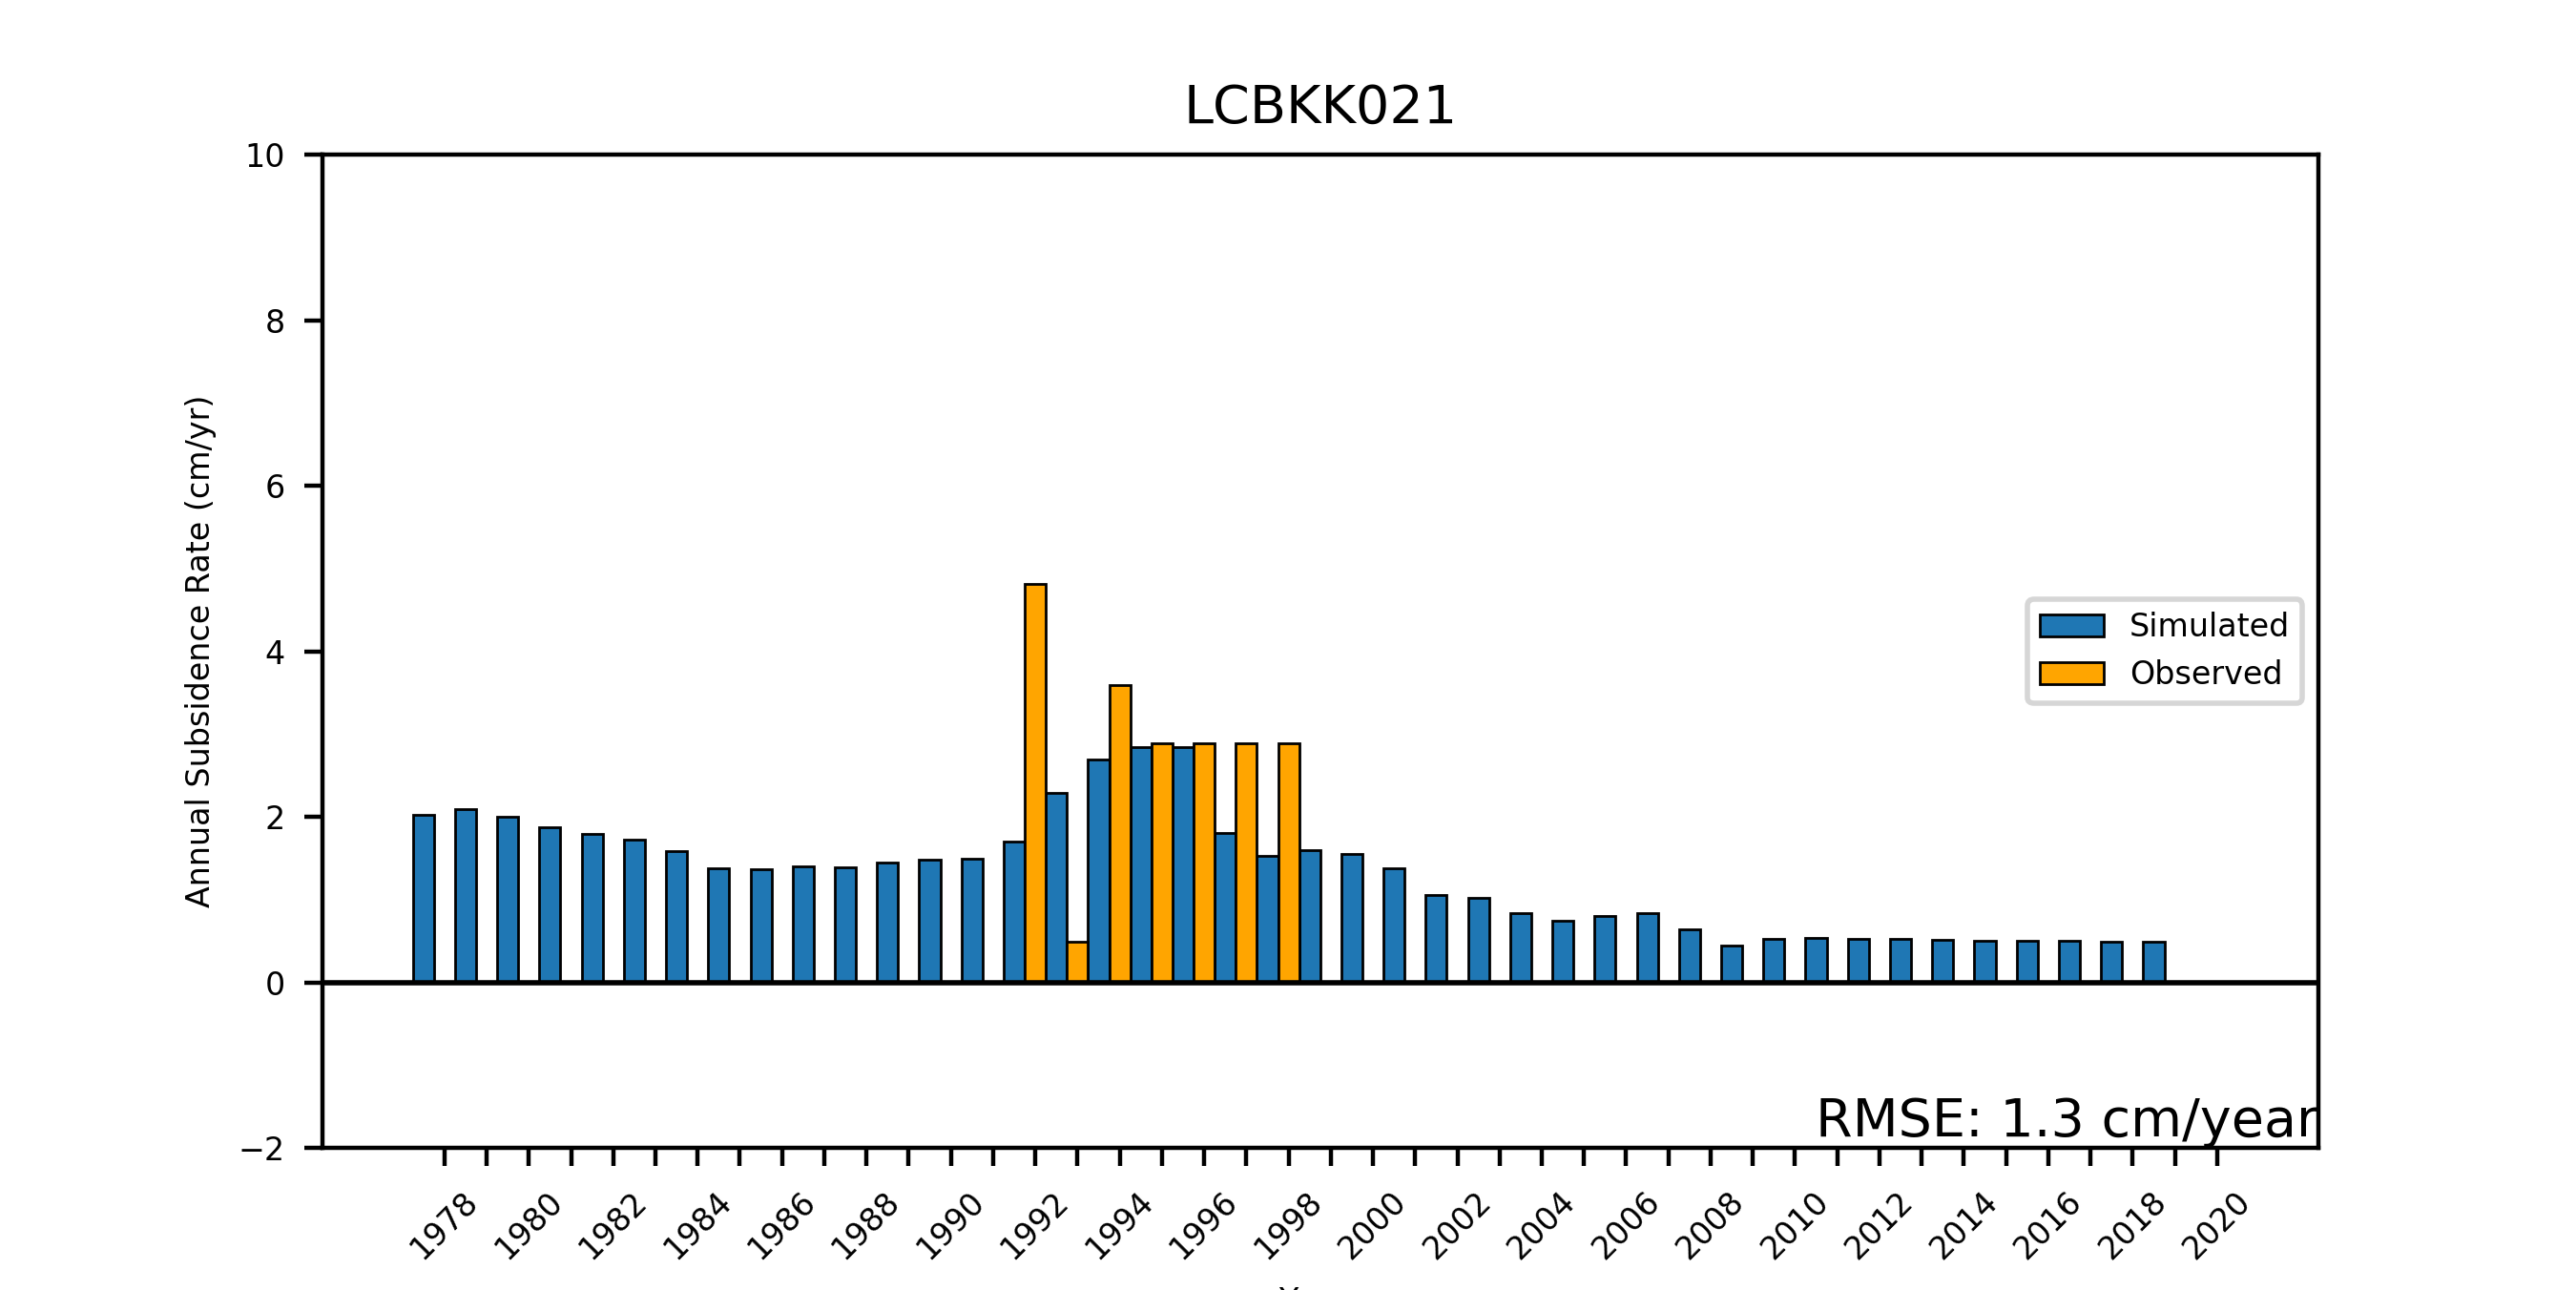 LCBKK021
10
8
6
4
2
0
−2
Annual Subsidence Rate (cm/yr)
Simulated
Observed
RMSE: 1.3 cm/year
1978 1980 1982 1984 1986 1988 1990 1992 1994 1996 1998 2000 2002 2004 2006 2008 2010 2012 2014 2016 2018 2020